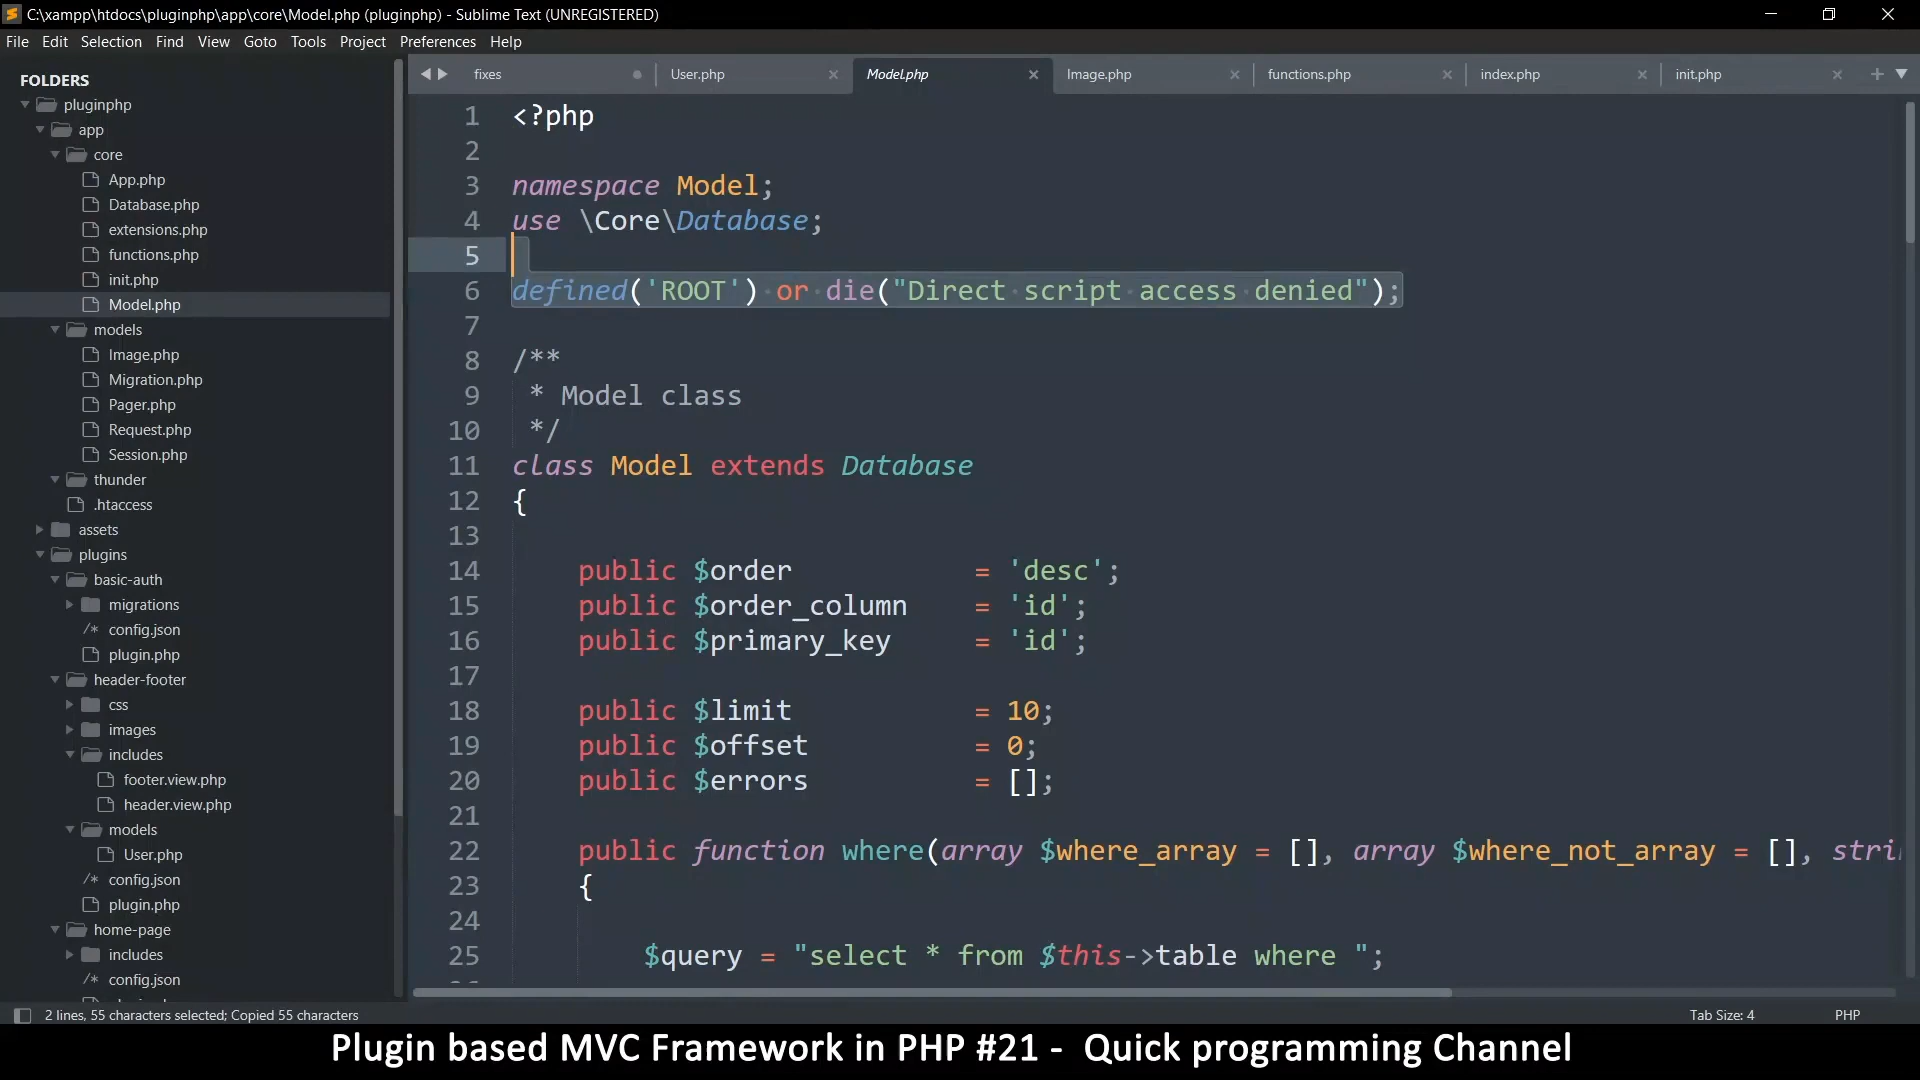 C:\xampp\htdocs\pluginphp\app\core\Model.php (pluginphp) - Sublime Text (UNREGISTERED)
File Edit Selection Find View Goto Tools Project Preferences Help
FOLDERS
pluginphp
app
core
App.php
Database.php
extensions.php
functions.php
init.php
Model.php
models
Image.php
Migration.php
Pager.php
Request.php
Session.php
thunder
.htaccess
assets
plugins
basic-auth
migrations
/* config.json
plugin.php
header-footer
css
images
includes
footer.view.php
header.view.php
models
User.php
/* config.json
plugin.php
home-page
includes
/* config.json
fixes User.php Model.php Image.php functions.php index.php init.php
1 <?php
2
3 namespace Model;
4 use \Core\Database;
5
6 defined('ROOT') or die("Direct script access denied");
7
8 /**
9 * Model class
10 */
11 class Model extends Database
12 {
13
14 public $order = 'desc';
15 public $order_column = 'id';
16 public $primary_key = 'id';
17
18 public $limit = 10;
19 public $offset = 0;
20 public $errors = [];
21
22 public function where(array $where_array = [], array $where_not_array = [], stri
23 {
24
25 $query = "select * from $this->table where ";
2 lines, 55 characters selected; Copied 55 characters
Tab Size: 4 PHP
Plugin based MVC Framework in PHP #21 - Quick programming Channel